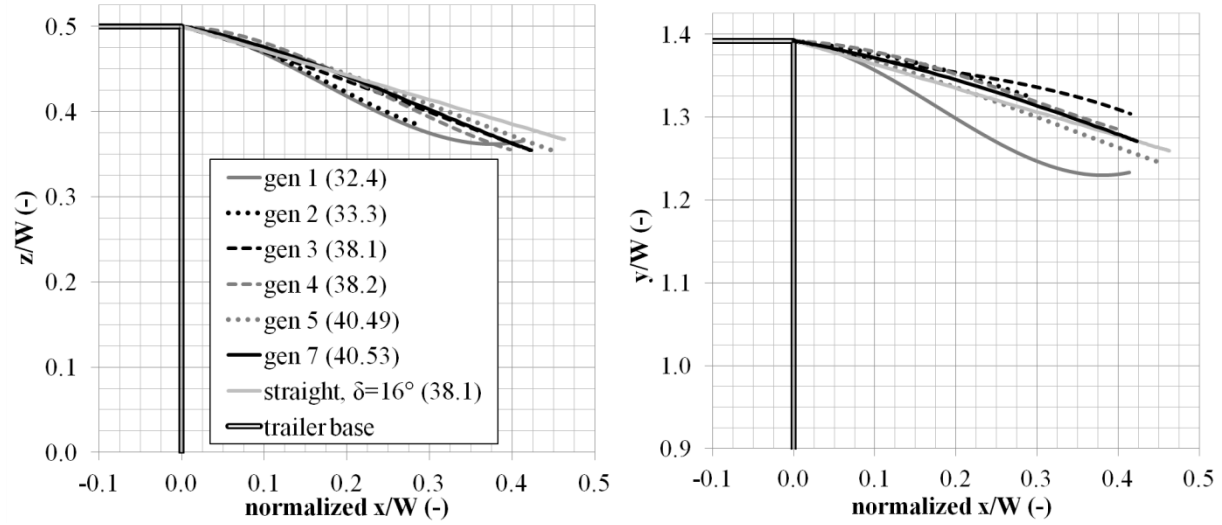 0.5
0.4
0.3
0.2
0.1
0.0
z/W (-)
gen 1 (32.4)
gen 2 (33.3)
gen 3 (38.1)
gen 4 (38.2)
gen 5 (40.49)
gen 7 (40.53)
straight, δ=16° (38.1)
trailer base
-0.1 0.0 0.1 0.2 0.3 0.4 0.5
normalized x/W (-)
1.4
1.3
1.2
1.1
1.0
0.9
y/W (-)
-0.1 0.0 0.1 0.2 0.3 0.4 0.5
normalized x/W (-)